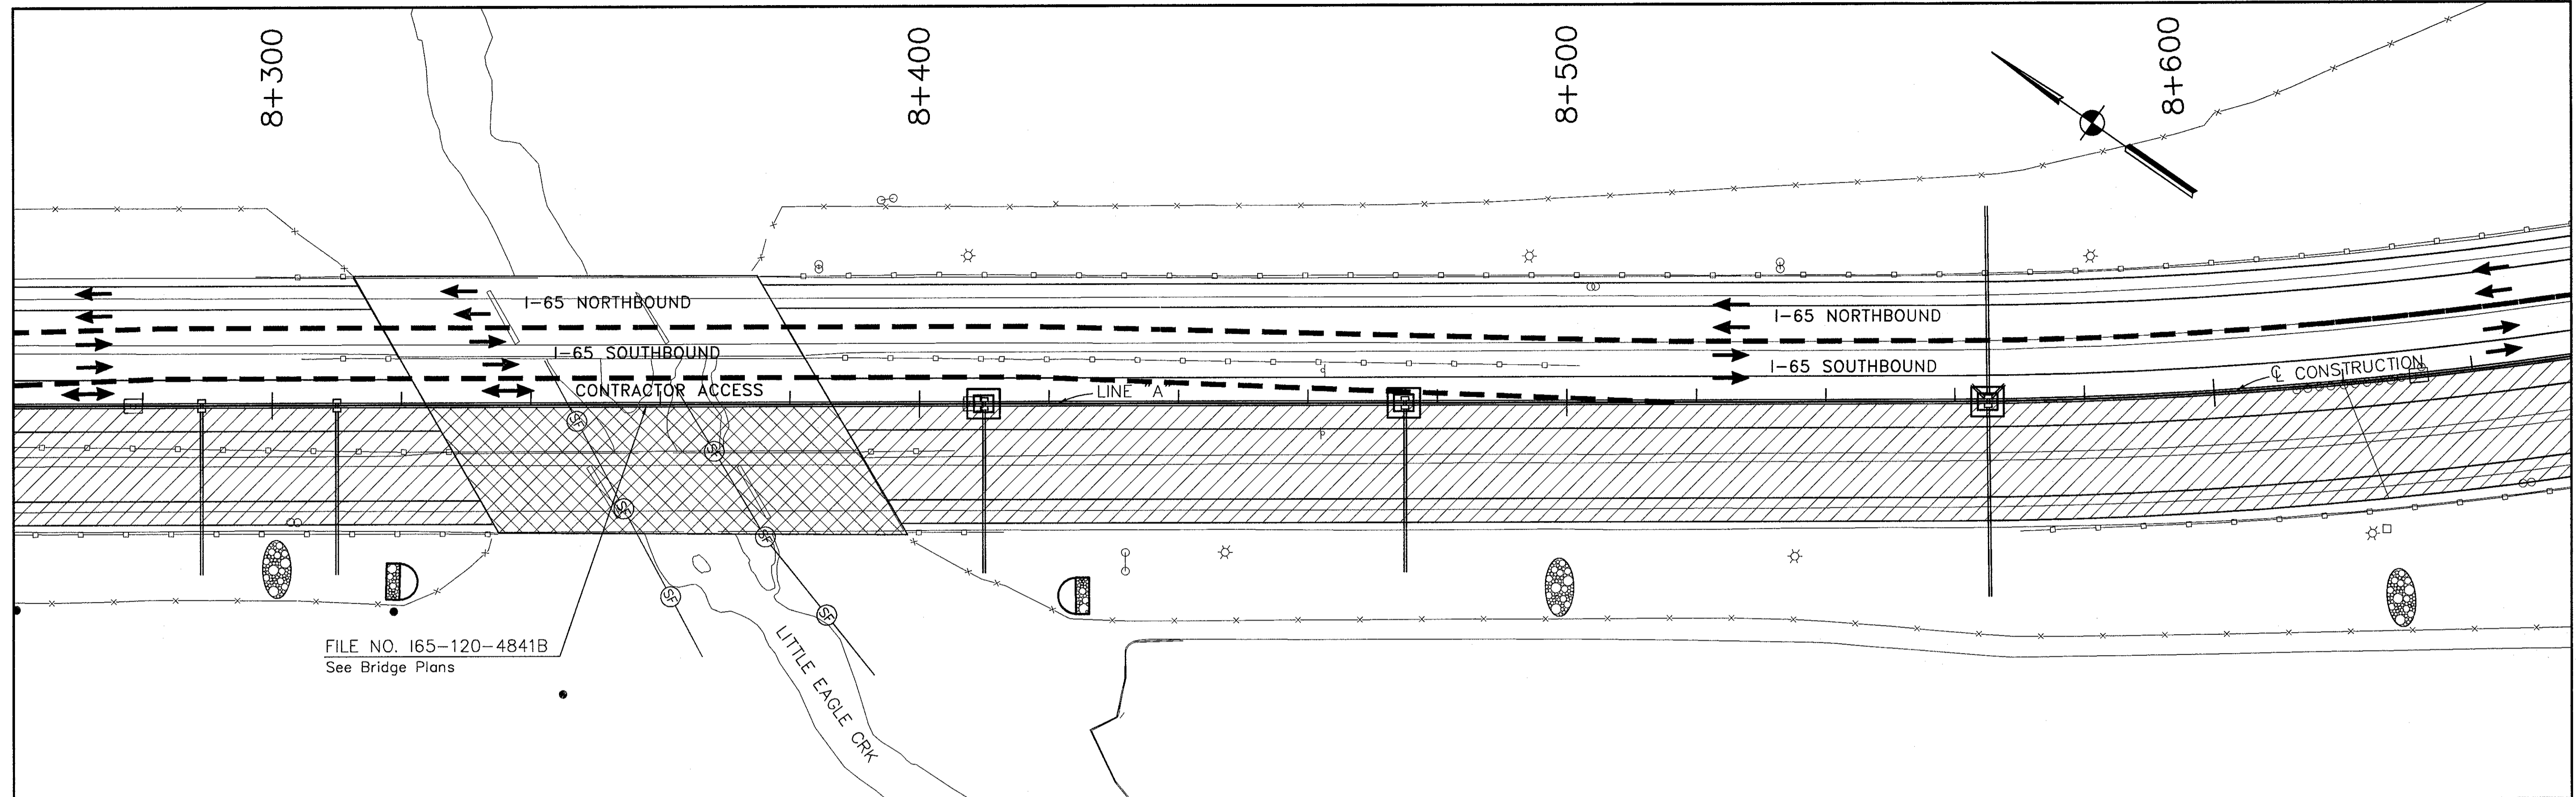 8+300
8+400
8+500
8+600
I-65 NORTHBOUND
I-65 NORTHBOUND
I-65 SOUTHBOUND
I-65 SOUTHBOUND
CONTRACTOR ACCESS
LINE "A"
℄ CONSTRUCTION
SF
SF
SF
SF
SF
SF
FILE NO. I65-120-4841B
See Bridge Plans
LITTLE EAGLE CRK